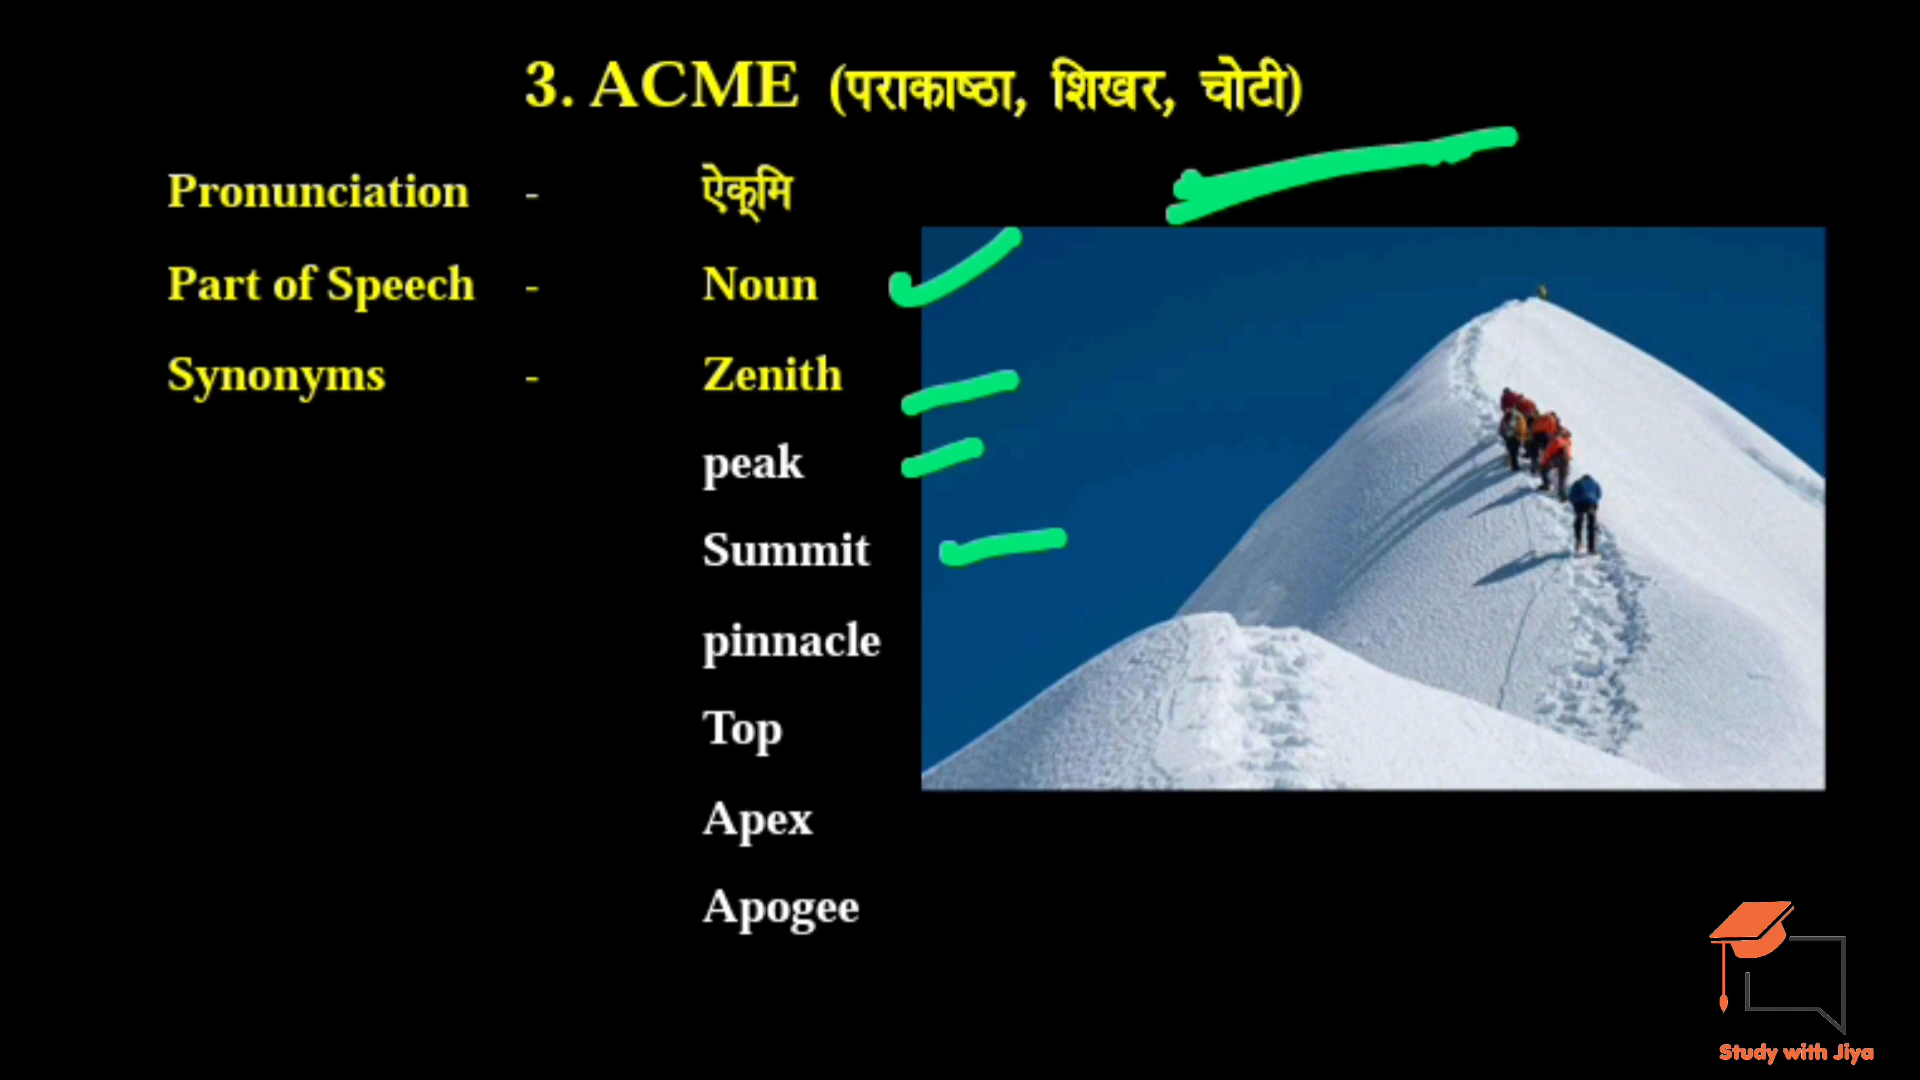 3. ACME (पराकाष्ठा, शिखर, चोटी)
Pronunciation - ऐक्‌मि
Part of Speech - Noun
Synonyms - Zenith
peak
Summit
pinnacle
Top
Apex
Apogee
Study with Jiya